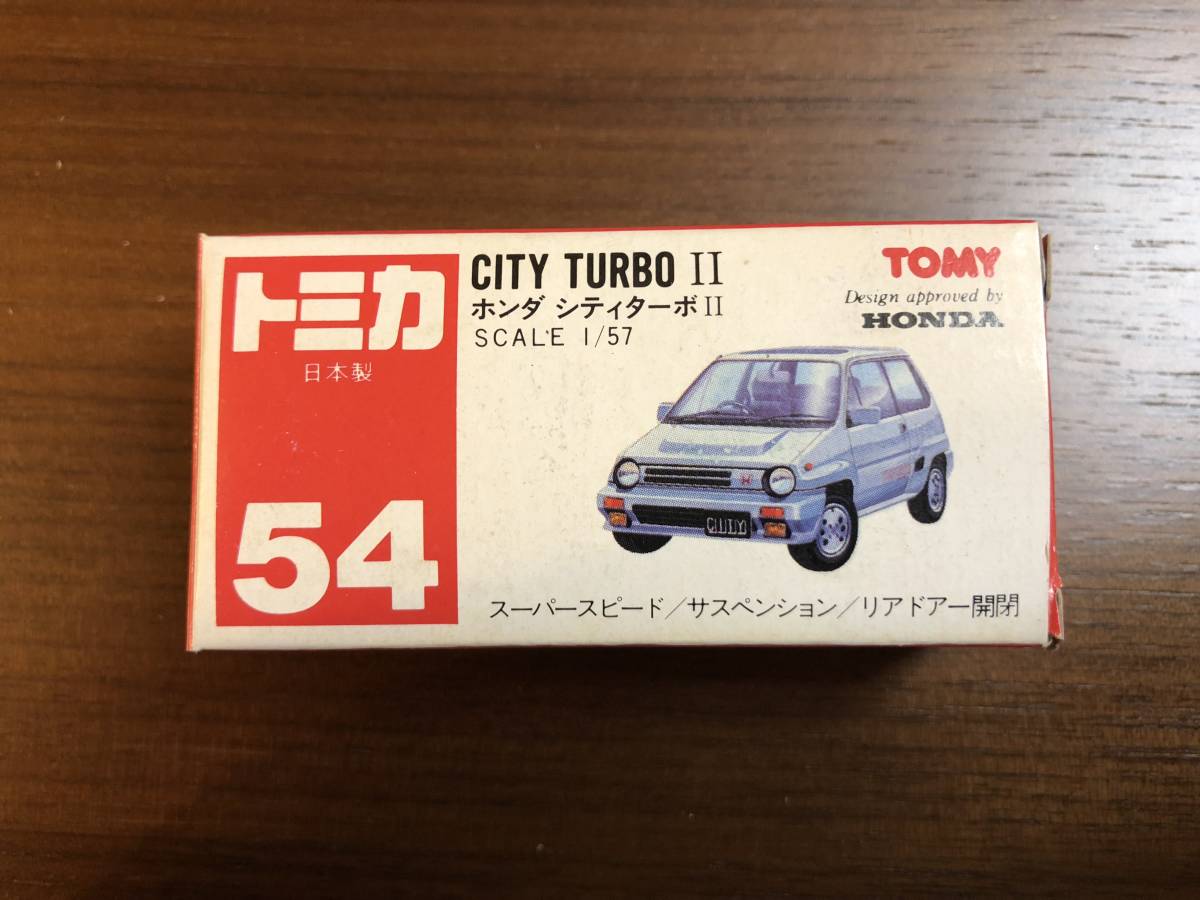 トミカ
日本製
54
CITY TURBO II
ホンダ シティターボII
SCALE 1/57
TOMY
Design approved by
HONDA
CITY
スーパースピード/サスペンション/リアドアー開閉